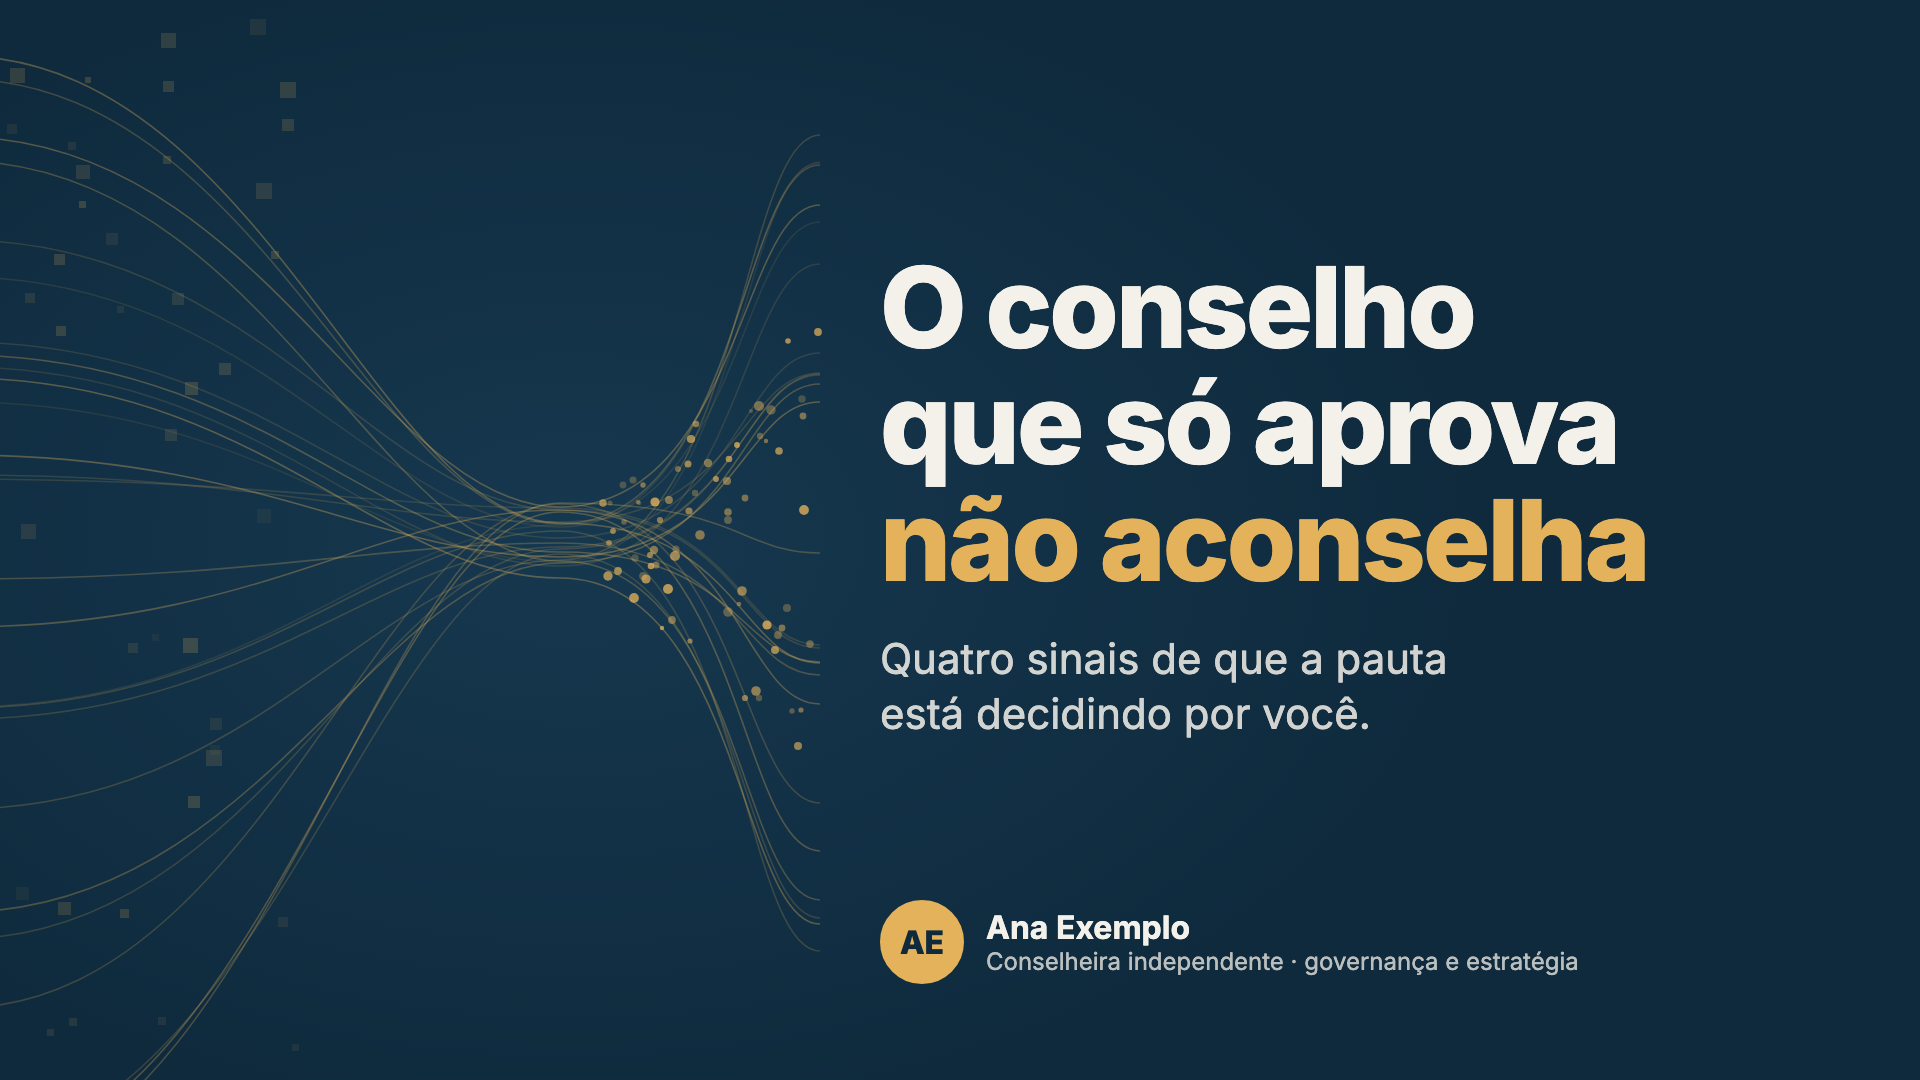 O conselho
que só aprova
não aconselha
Quatro sinais de que a pauta
está decidindo por você.
AE
Ana Exemplo
Conselheira independente · governança e estratégia